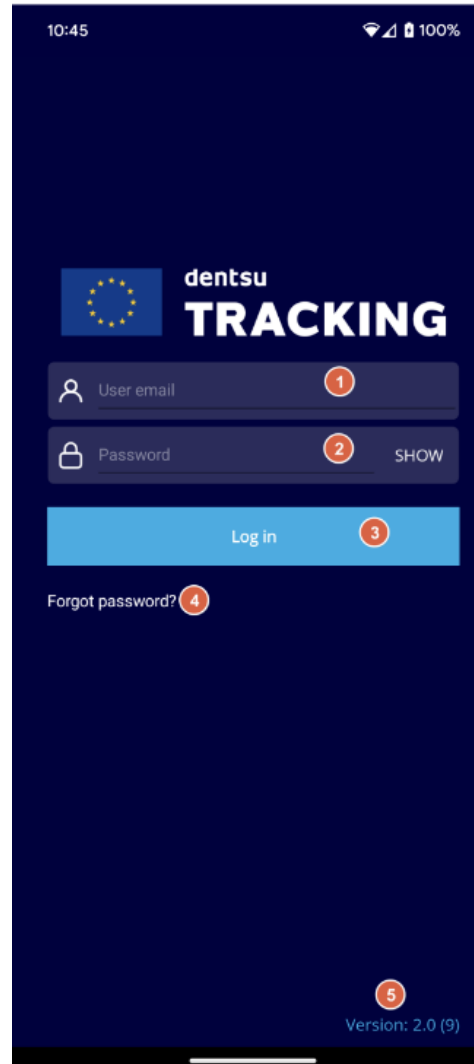 10:45 100%
dentsu
TRACKING
User email 1
Password 2 SHOW
Log in 3
Forgot password? 4
5
Version: 2.0 (9)